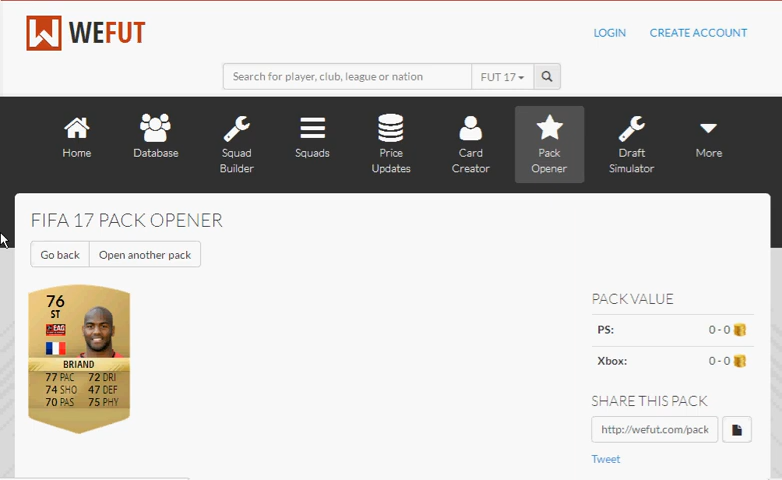 WEFUT
LOGIN CREATE ACCOUNT
Search for player, club, league or nation FUT 17
Home Database Squad Builder Squads Price Updates Card Creator Pack Opener Draft Simulator More
FIFA 17 PACK OPENER
Go back Open another pack
76
ST
EAG
BRIAND
77 PAC 72 DRI
74 SHO 47 DEF
70 PAS 75 PHY
PACK VALUE
PS: 0 - 0
Xbox: 0 - 0
SHARE THIS PACK
http://wefut.com/pack
Tweet